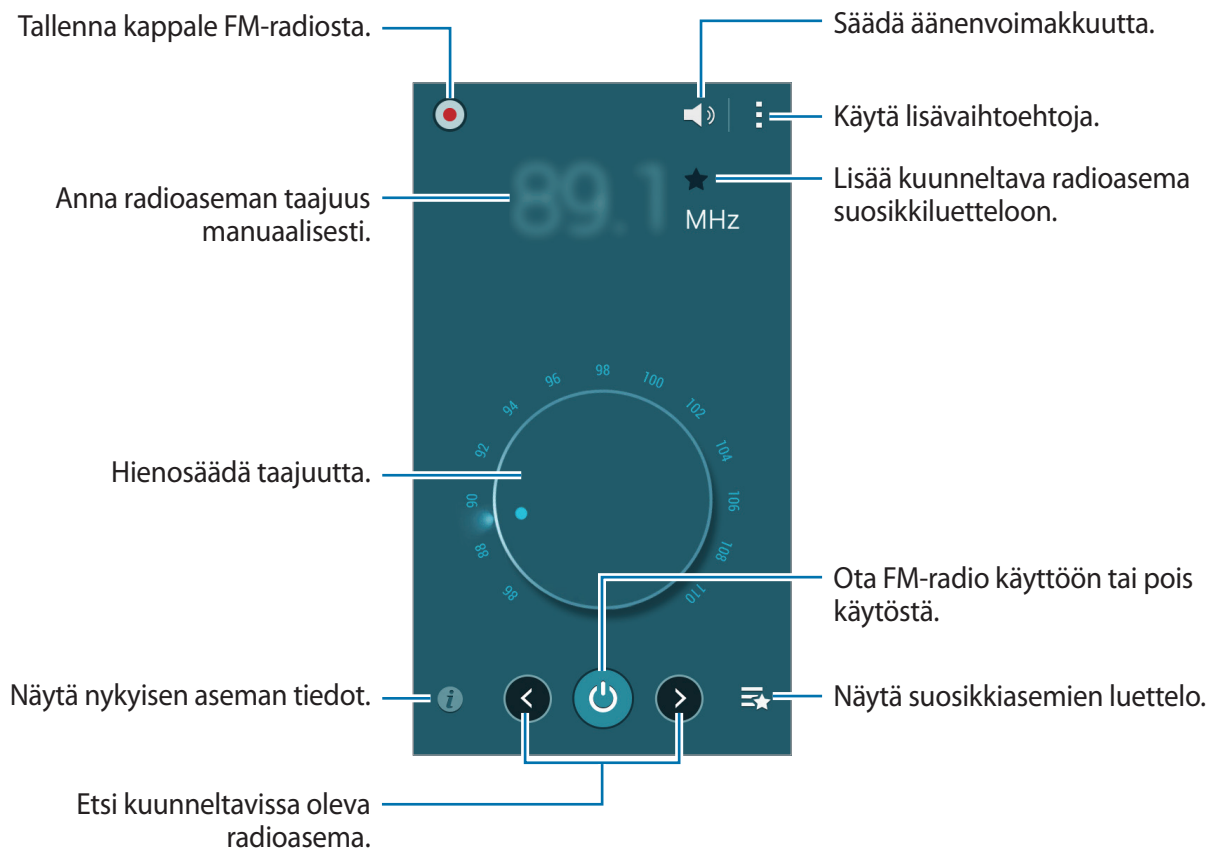 Tallenna kappale FM-radiosta.
Säädä äänenvoimakkuutta.
Käytä lisävaihtoehtoja.
Anna radioaseman taajuus
manuaalisesti.
89.1
MHz
Lisää kuunneltava radioasema
suosikkiluetteloon.
86
88
90
92
94
96
98
100
102
104
106
108
110
Hienosäädä taajuutta.
Ota FM-radio käyttöön tai pois
käytöstä.
Näytä nykyisen aseman tiedot.
i
Näytä suosikkiasemien luettelo.
Etsi kuunneltavissa oleva
radioasema.